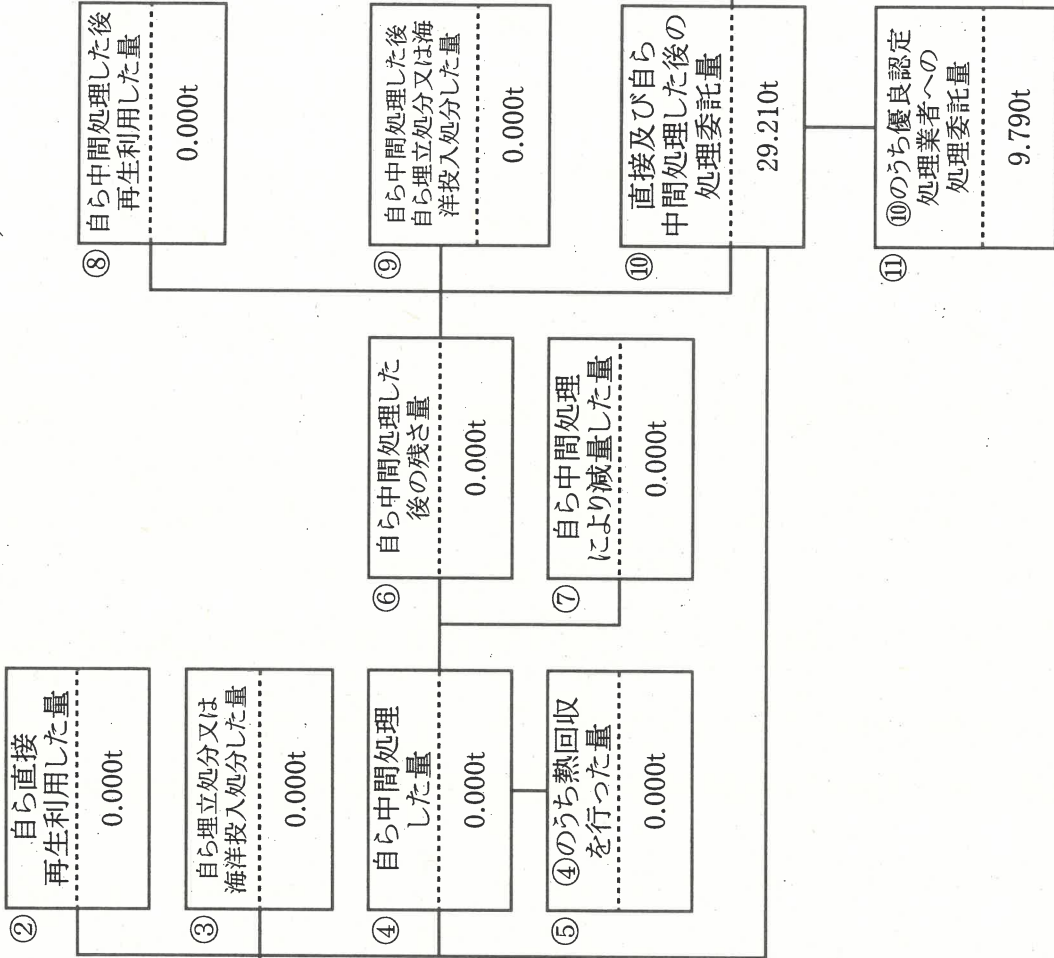 ②
自ら直接
再生利用した量
0.000t
③
自ら埋立処分又は
海洋投入処分した量
0.000t
④
自ら中間処理
した量
0.000t
⑤
④のうち熱回収
を行った量
0.000t
⑥
自ら中間処理した
後の残さ量
0.000t
⑦
自ら中間処理
により減量した量
0.000t
⑧
自ら中間処理した後
再生利用した量
0.000t
⑨
自ら中間処理した後
自ら埋立処分又は海
洋投入処分した量
0.000t
⑩
直接及び自ら
中間処理した後の
処理委託量
29.210t
⑪
⑩のうち優良認定
処理業者への
処理委託量
9.790t